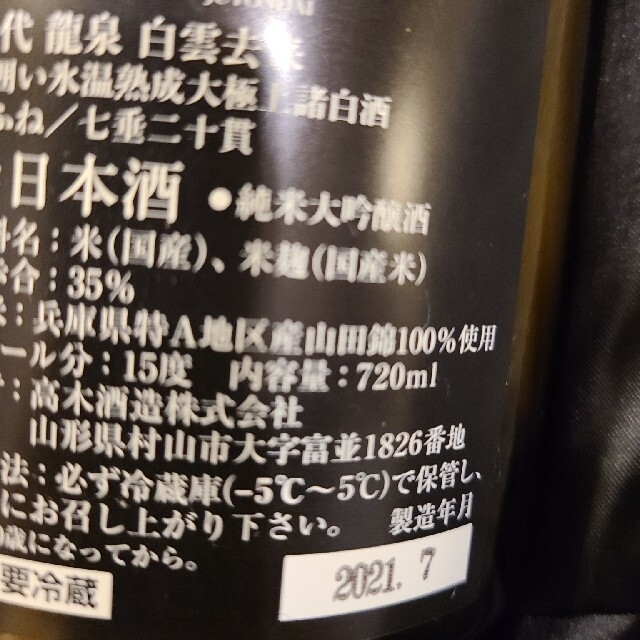 代 龍泉 白雲去来
囲い氷温熟成大極上諸白酒
ふね／七垂二十貫
日本酒 ●純米大吟醸酒
名：米(国産)、米麹(国産米)
合：35%
：兵庫県特A地区産山田錦100%使用
ール分：15度 内容量：720ml
：高木酒造株式会社
山形県村山市大字富並1826番地
法：必ず冷蔵庫(-5℃～5℃)で保管し、
にお召し上がり下さい。 製造年月
成になってから。
要冷蔵 2021. 7